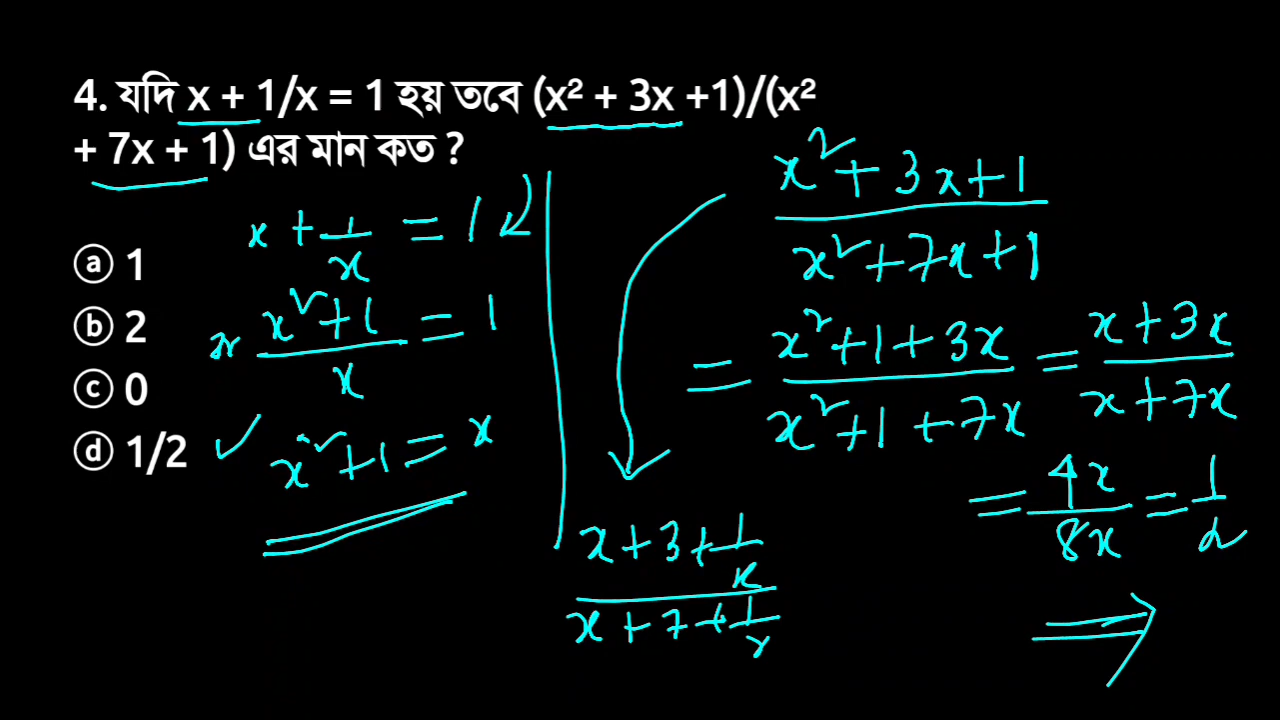 4. যদি x + 1/x = 1 হয় তবে (x² + 3x +1)/(x²
+ 7x + 1) এর মান কত ?
ⓐ 1
ⓑ 2
ⓒ 0
ⓓ 1/2
x + 1/x = 1
(x²+1)/x = 1
x²+1 = x
(x²+3x+1)/(x²+7x+1)
= (x²+1+3x)/(x²+1+7x) = (x+3x)/(x+7x)
= 4x/8x = 1/2
(x+3+1/x)/(x+7+1/x)